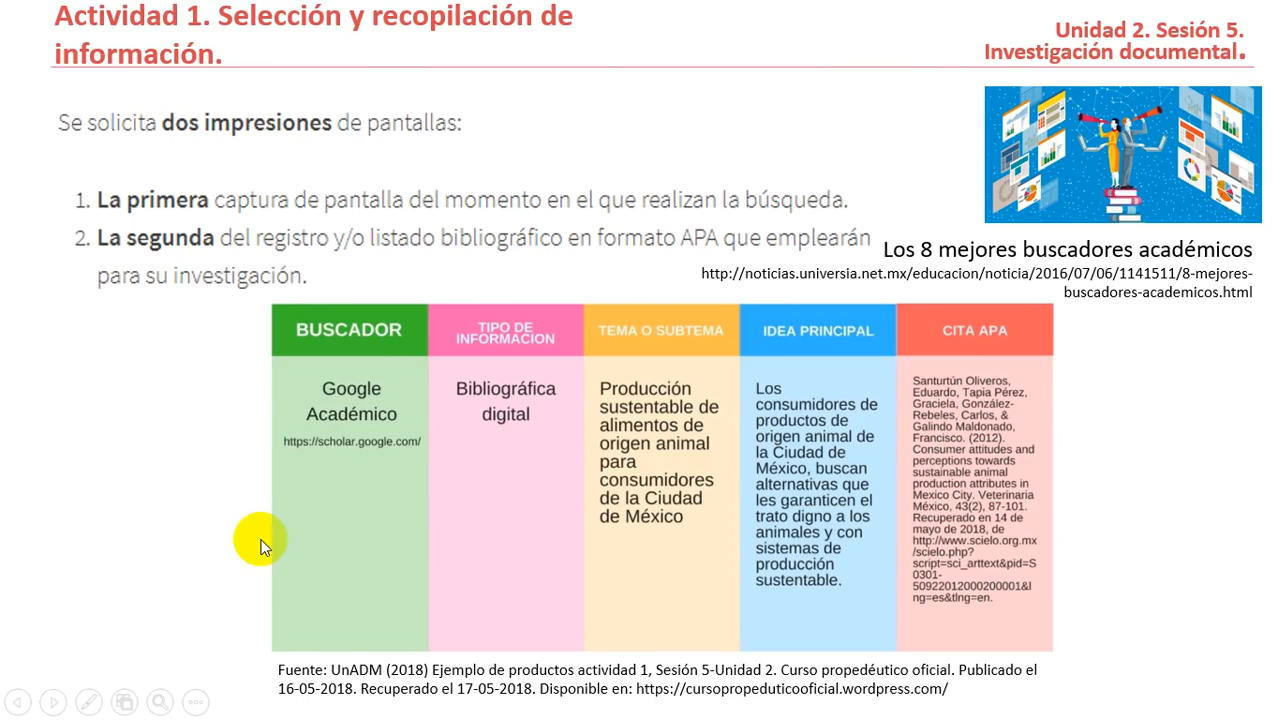 Actividad 1. Selección y recopilación de
información.
Unidad 2. Sesión 5.
Investigación documental.
Se solicita dos impresiones de pantallas:
1. La primera captura de pantalla del momento en el que realizan la búsqueda.
2. La segunda del registro y/o listado bibliográfico en formato APA que emplearán
para su investigación.
Los 8 mejores buscadores académicos
http://noticias.universia.net.mx/educacion/noticia/2016/07/06/1141511/8-mejores-
buscadores-academicos.html
BUSCADOR
Google
Académico
https://scholar.google.com/
TIPO DE
INFORMACION
Bibliográfica
digital
TEMA O SUBTEMA
Producción
sustentable de
alimentos de
origen animal
para
consumidores
de la Ciudad
de México
IDEA PRINCIPAL
Los
consumidores de
productos de
origen animal de
la Ciudad de
México, buscan
alternativas que
les garanticen el
trato digno a los
animales y con
sistemas de
producción
sustentable.
CITA APA
Santurtún Oliveros,
Eduardo, Tapia Pérez,
Graciela, González-
Rebeles, Carlos, &
Galindo Maldonado,
Francisco. (2012).
Consumer attitudes and
perceptions towards
sustainable animal
production attributes in
Mexico City. Veterinaria
México, 43(2), 87-101.
Recuperado en 14 de
mayo de 2018, de
http://www.scielo.org.mx
/scielo.php?
script=sci_arttext&pid=S
0301-
50922012000200001&l
ng=es&tlng=en.
Fuente: UnADM (2018) Ejemplo de productos actividad 1, Sesión 5-Unidad 2. Curso propedéutico oficial. Publicado el
16-05-2018. Recuperado el 17-05-2018. Disponible en: https://cursopropeduticooficial.wordpress.com/